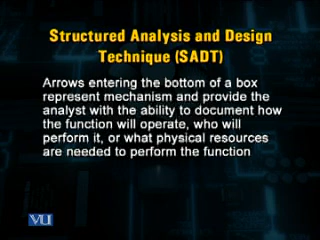 Structured Analysis and Design
Technique (SADT)
Arrows entering the bottom of a box
represent mechanism and provide the
analyst with the ability to document how
the function will operate, who will
perform it, or what physical resources
are needed to perform the function
VU